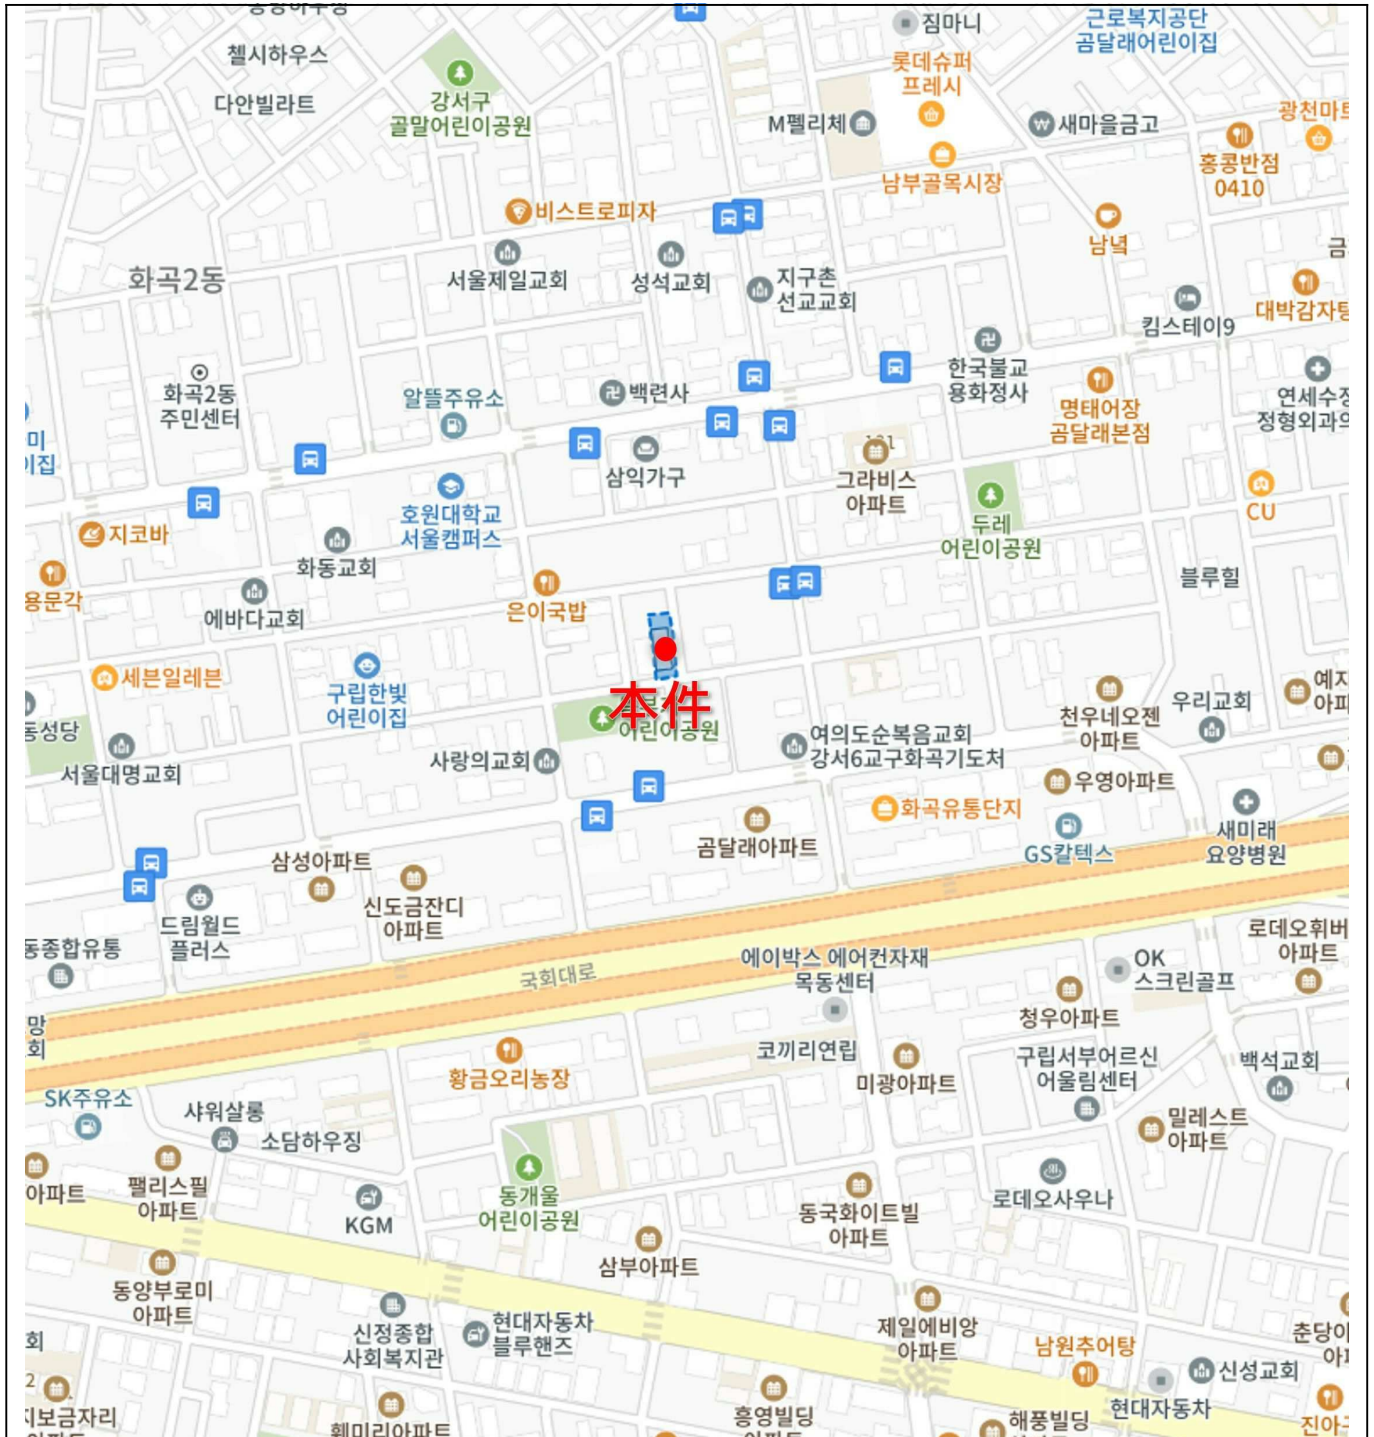 짐마니
근로복지공단
곰달래어린이집
첼시하우스
롯데슈퍼
프레시
다안빌라트
강서구
골말어린이공원
M펠리체
새마을금고
광천마트
홍콩반점
0410
남부골목시장
비스트로피자
남녘
화곡2동
서울제일교회
성석교회
지구촌
선교교회
대박감자탕
킴스테이9
화곡2동
주민센터
알뜰주유소
백련사
한국불교
용화정사
명태어장
곰달래본점
연세수정
정형외과의
삼익가구
그라비스
아파트
호원대학교
서울캠퍼스
두레
어린이공원
CU
지코바
화동교회
용문각
에바다교회
은이국밥
블루힐
세븐일레븐
구립한빛
어린이집
本件
어린이공원
천우네오젠
아파트
우리교회
동성당
서울대명교회
사랑의교회
여의도순복음교회
강서6교구화곡기도처
우영아파트
화곡유통단지
곰달래아파트
GS칼텍스
새미래
요양병원
삼성아파트
신도금잔디
아파트
드림월드
플러스
동종합유통
국회대로
에이박스 에어컨자재
목동센터
OK
스크린골프
로데오휘버
아파트
청우아파트
황금오리농장
코끼리연립
미광아파트
구립서부어르신
어울림센터
백석교회
SK주유소
샤워살롱
소담하우징
밀레스트
아파트
아파트
팰리스필
아파트
KGM
동개울
어린이공원
동국화이트빌
아파트
로데오사우나
삼부아파트
동양부로미
아파트
신정종합
사회복지관
현대자동차
블루핸즈
제일에비앙
아파트
남원추어탕
신성교회
현대자동차
흥영빌딩
해풍빌딩
훼미리아파트